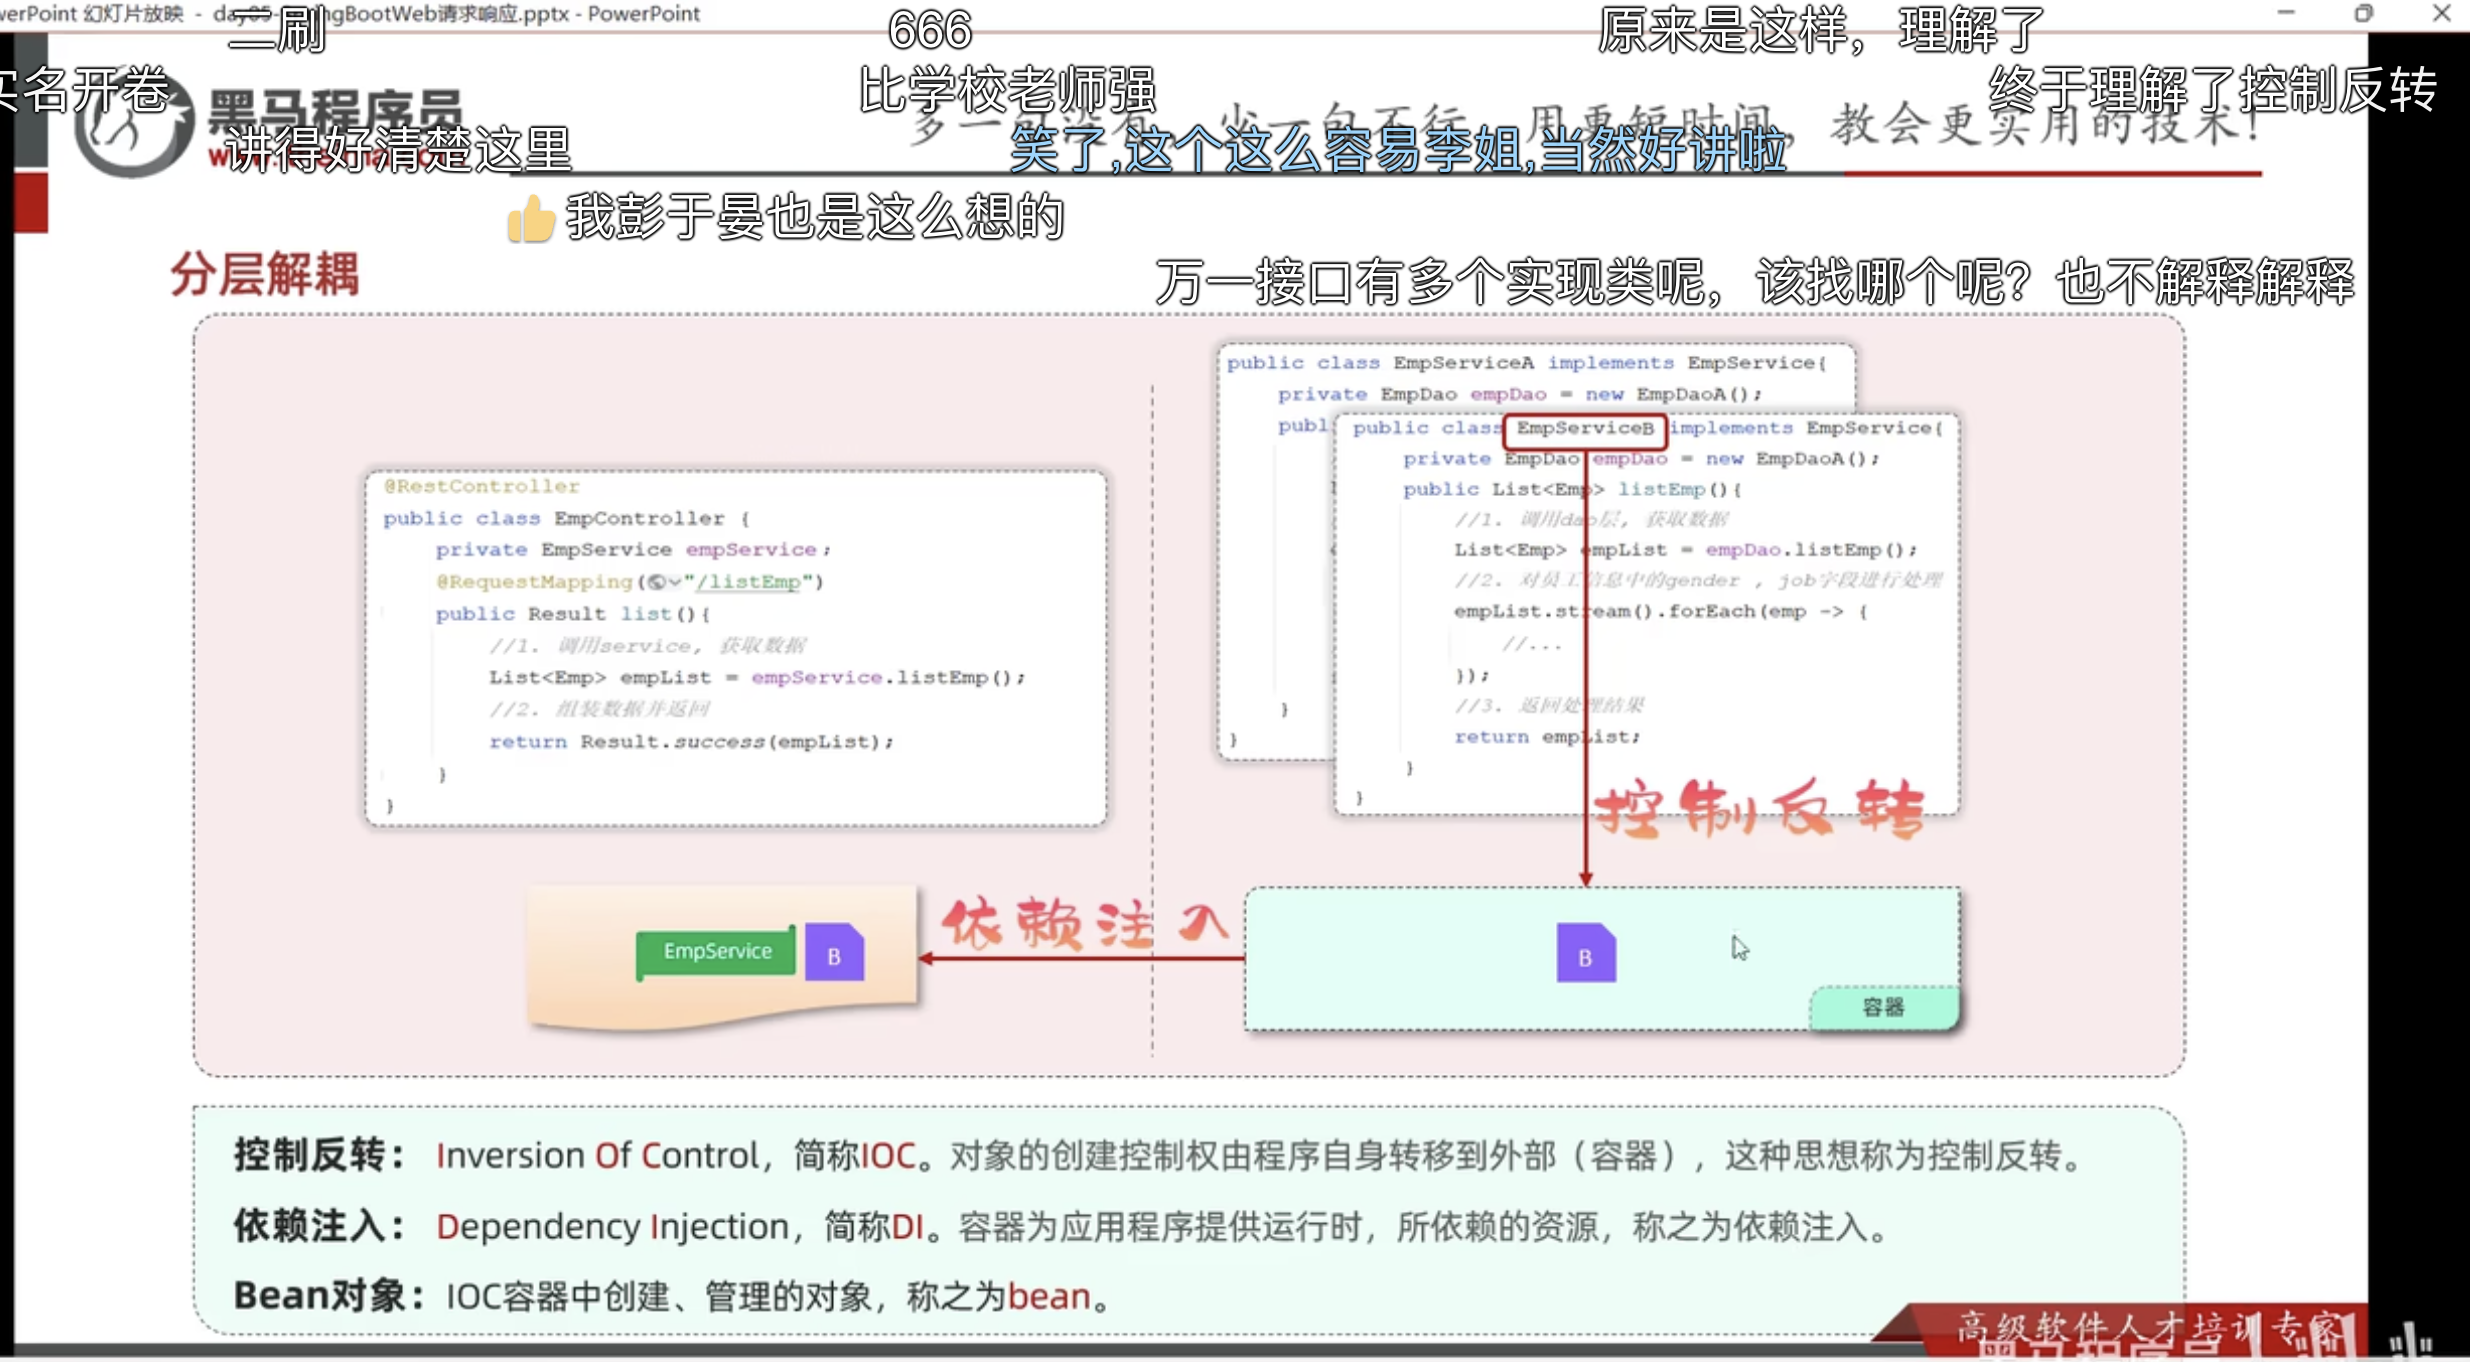 werPoint 幻灯片放映 - day05-SpringBootWeb请求响应.pptx - PowerPoint
二刷
666
原来是这样，理解了
实名开卷
比学校老师强
终于理解了控制反转
黑马程序员
多一句没有，少一句不行，用更短时间，教会更实用的技术！
讲得好清楚这里
笑了,这个这么容易李姐,当然好讲啦
👍我彭于晏也是这么想的
分层解耦
万一接口有多个实现类呢，该找哪个呢？也不解释解释
@RestController
public class EmpController {
private EmpService empService;
@RequestMapping("/listEmp")
public Result list(){
//1. 调用service, 获取数据
List<Emp> empList = empService.listEmp();
//2. 组装数据并返回
return Result.success(empList);
}
}
public class EmpServiceA implements EmpService{
private EmpDao empDao = new EmpDaoA();
publ
}
}
public class EmpServiceB implements EmpService{
private EmpDao empDao = new EmpDaoA();
public List<Emp> listEmp(){
//1. 调用dao层, 获取数据
List<Emp> empList = empDao.listEmp();
//2. 对员工信息中的gender , job字段进行处理
empList.stream().forEach(emp -> {
//...
});
//3. 返回处理结果
return empList;
}
}
控制反转
EmpService B
依赖注入
B
容器
控制反转： Inversion Of Control，简称IOC。对象的创建控制权由程序自身转移到外部（容器），这种思想称为控制反转。
依赖注入： Dependency Injection，简称DI。容器为应用程序提供运行时，所依赖的资源，称之为依赖注入。
Bean对象： IOC容器中创建、管理的对象，称之为bean。
高级软件人才培训专家
黑马程序员